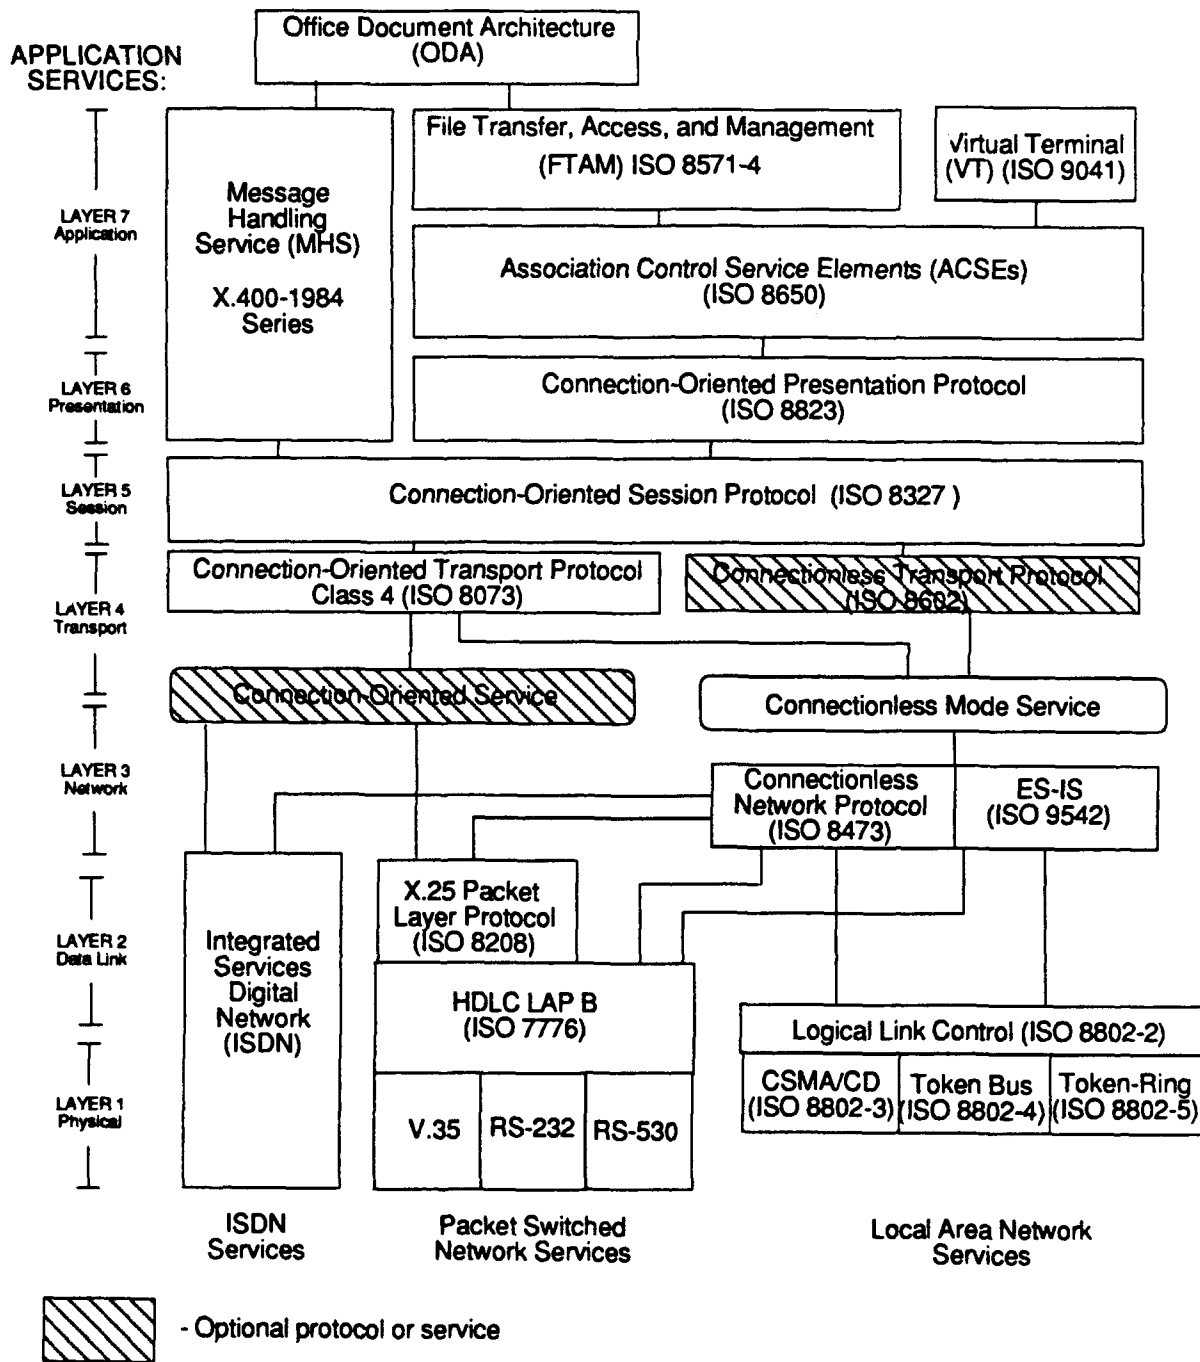 Office Document Architecture
(ODA)
APPLICATION
SERVICES:
File Transfer, Access, and Management
(FTAM) ISO 8571-4
Virtual Terminal
(VT) (ISO 9041)
Message
Handling
Service (MHS)
X.400-1984
Series
LAYER 7
Application
Association Control Service Elements (ACSEs)
(ISO 8650)
LAYER 6
Presentation
Connection-Oriented Presentation Protocol
(ISO 8823)
LAYER 5
Session
Connection-Oriented Session Protocol (ISO 8327 )
LAYER 4
Transport
Connection-Oriented Transport Protocol
Class 4 (ISO 8073)
Connectionless Transport Protocol
(ISO 8602)
Connection-Oriented Service
Connectionless Mode Service
LAYER 3
Network
Connectionless
Network Protocol
(ISO 8473)
ES-IS
(ISO 9542)
LAYER 2
Data Link
Integrated
Services
Digital
Network
(ISDN)
X.25 Packet
Layer Protocol
(ISO 8208)
HDLC LAP B
(ISO 7776)
Logical Link Control (ISO 8802-2)
LAYER 1
Physical
V.35
RS-232
RS-530
CSMA/CD
(ISO 8802-3)
Token Bus
(ISO 8802-4)
Token-Ring
(ISO 8802-5)
ISDN
Services
Packet Switched
Network Services
Local Area Network
Services
- Optional protocol or service